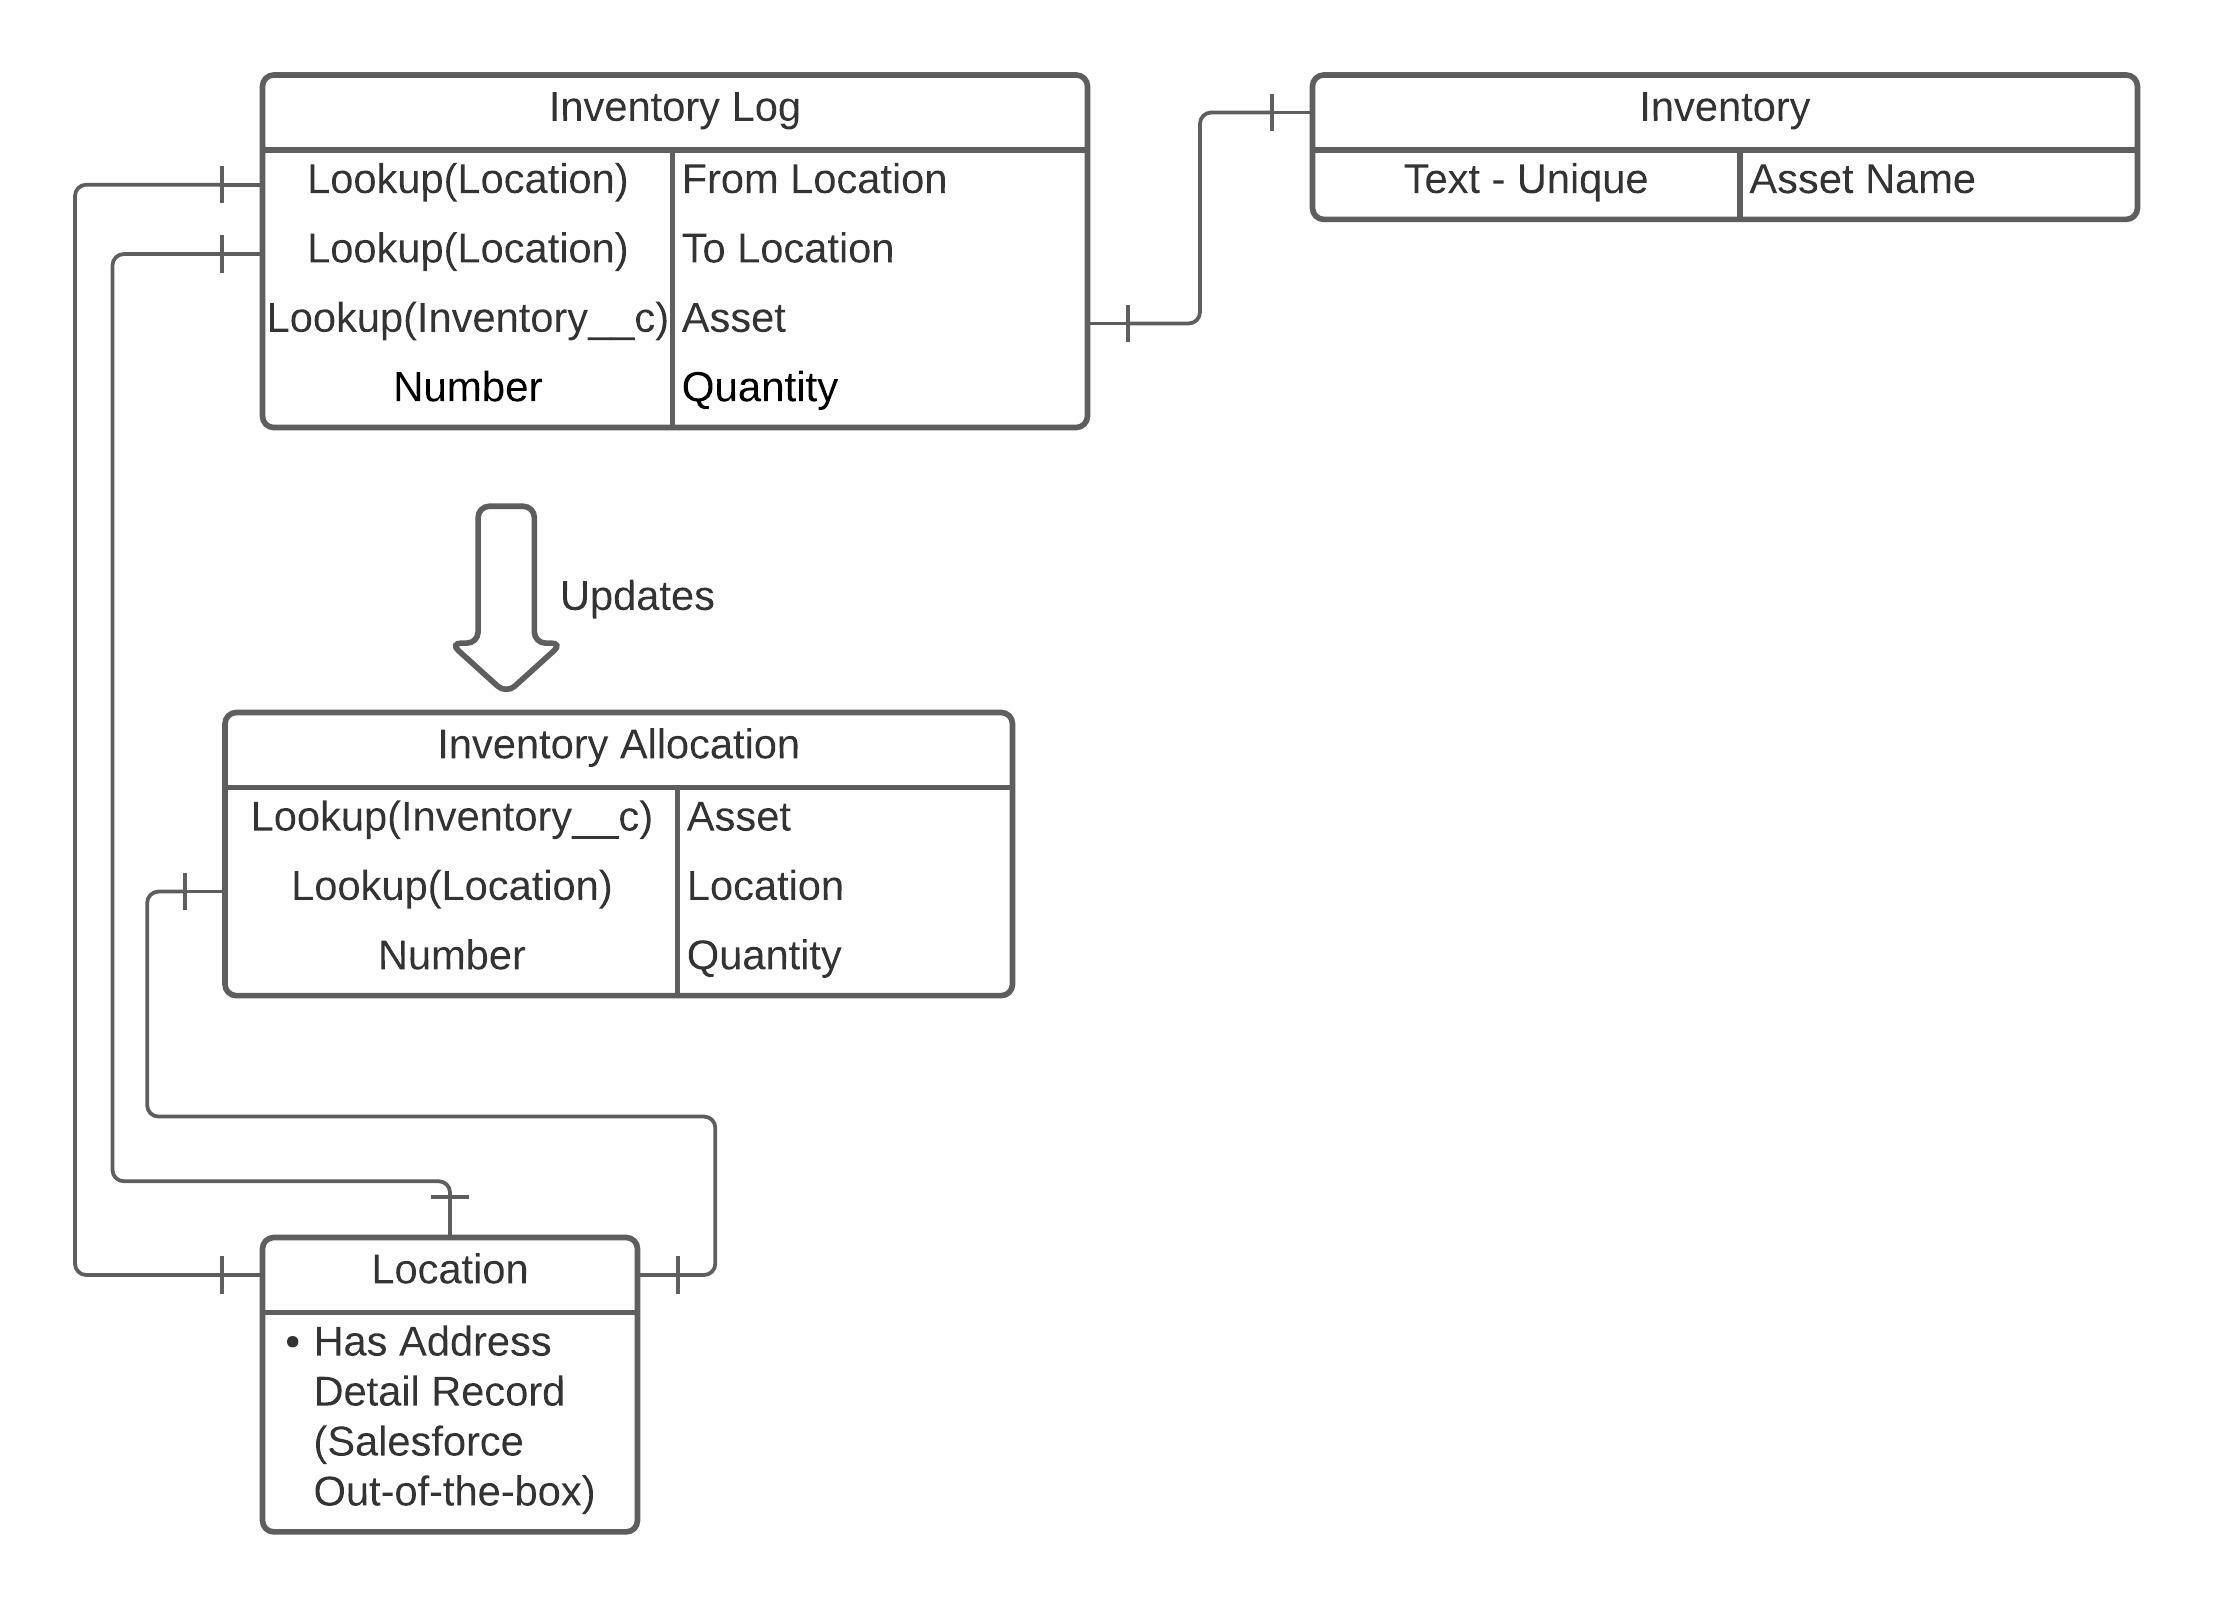 Inventory Log
Lookup(Location) From Location
Lookup(Location) To Location
Lookup(Inventory__c) Asset
Number Quantity
Inventory
Text - Unique Asset Name
Updates
Inventory Allocation
Lookup(Inventory__c) Asset
Lookup(Location) Location
Number Quantity
Location
• Has Address
Detail Record
(Salesforce
Out-of-the-box)